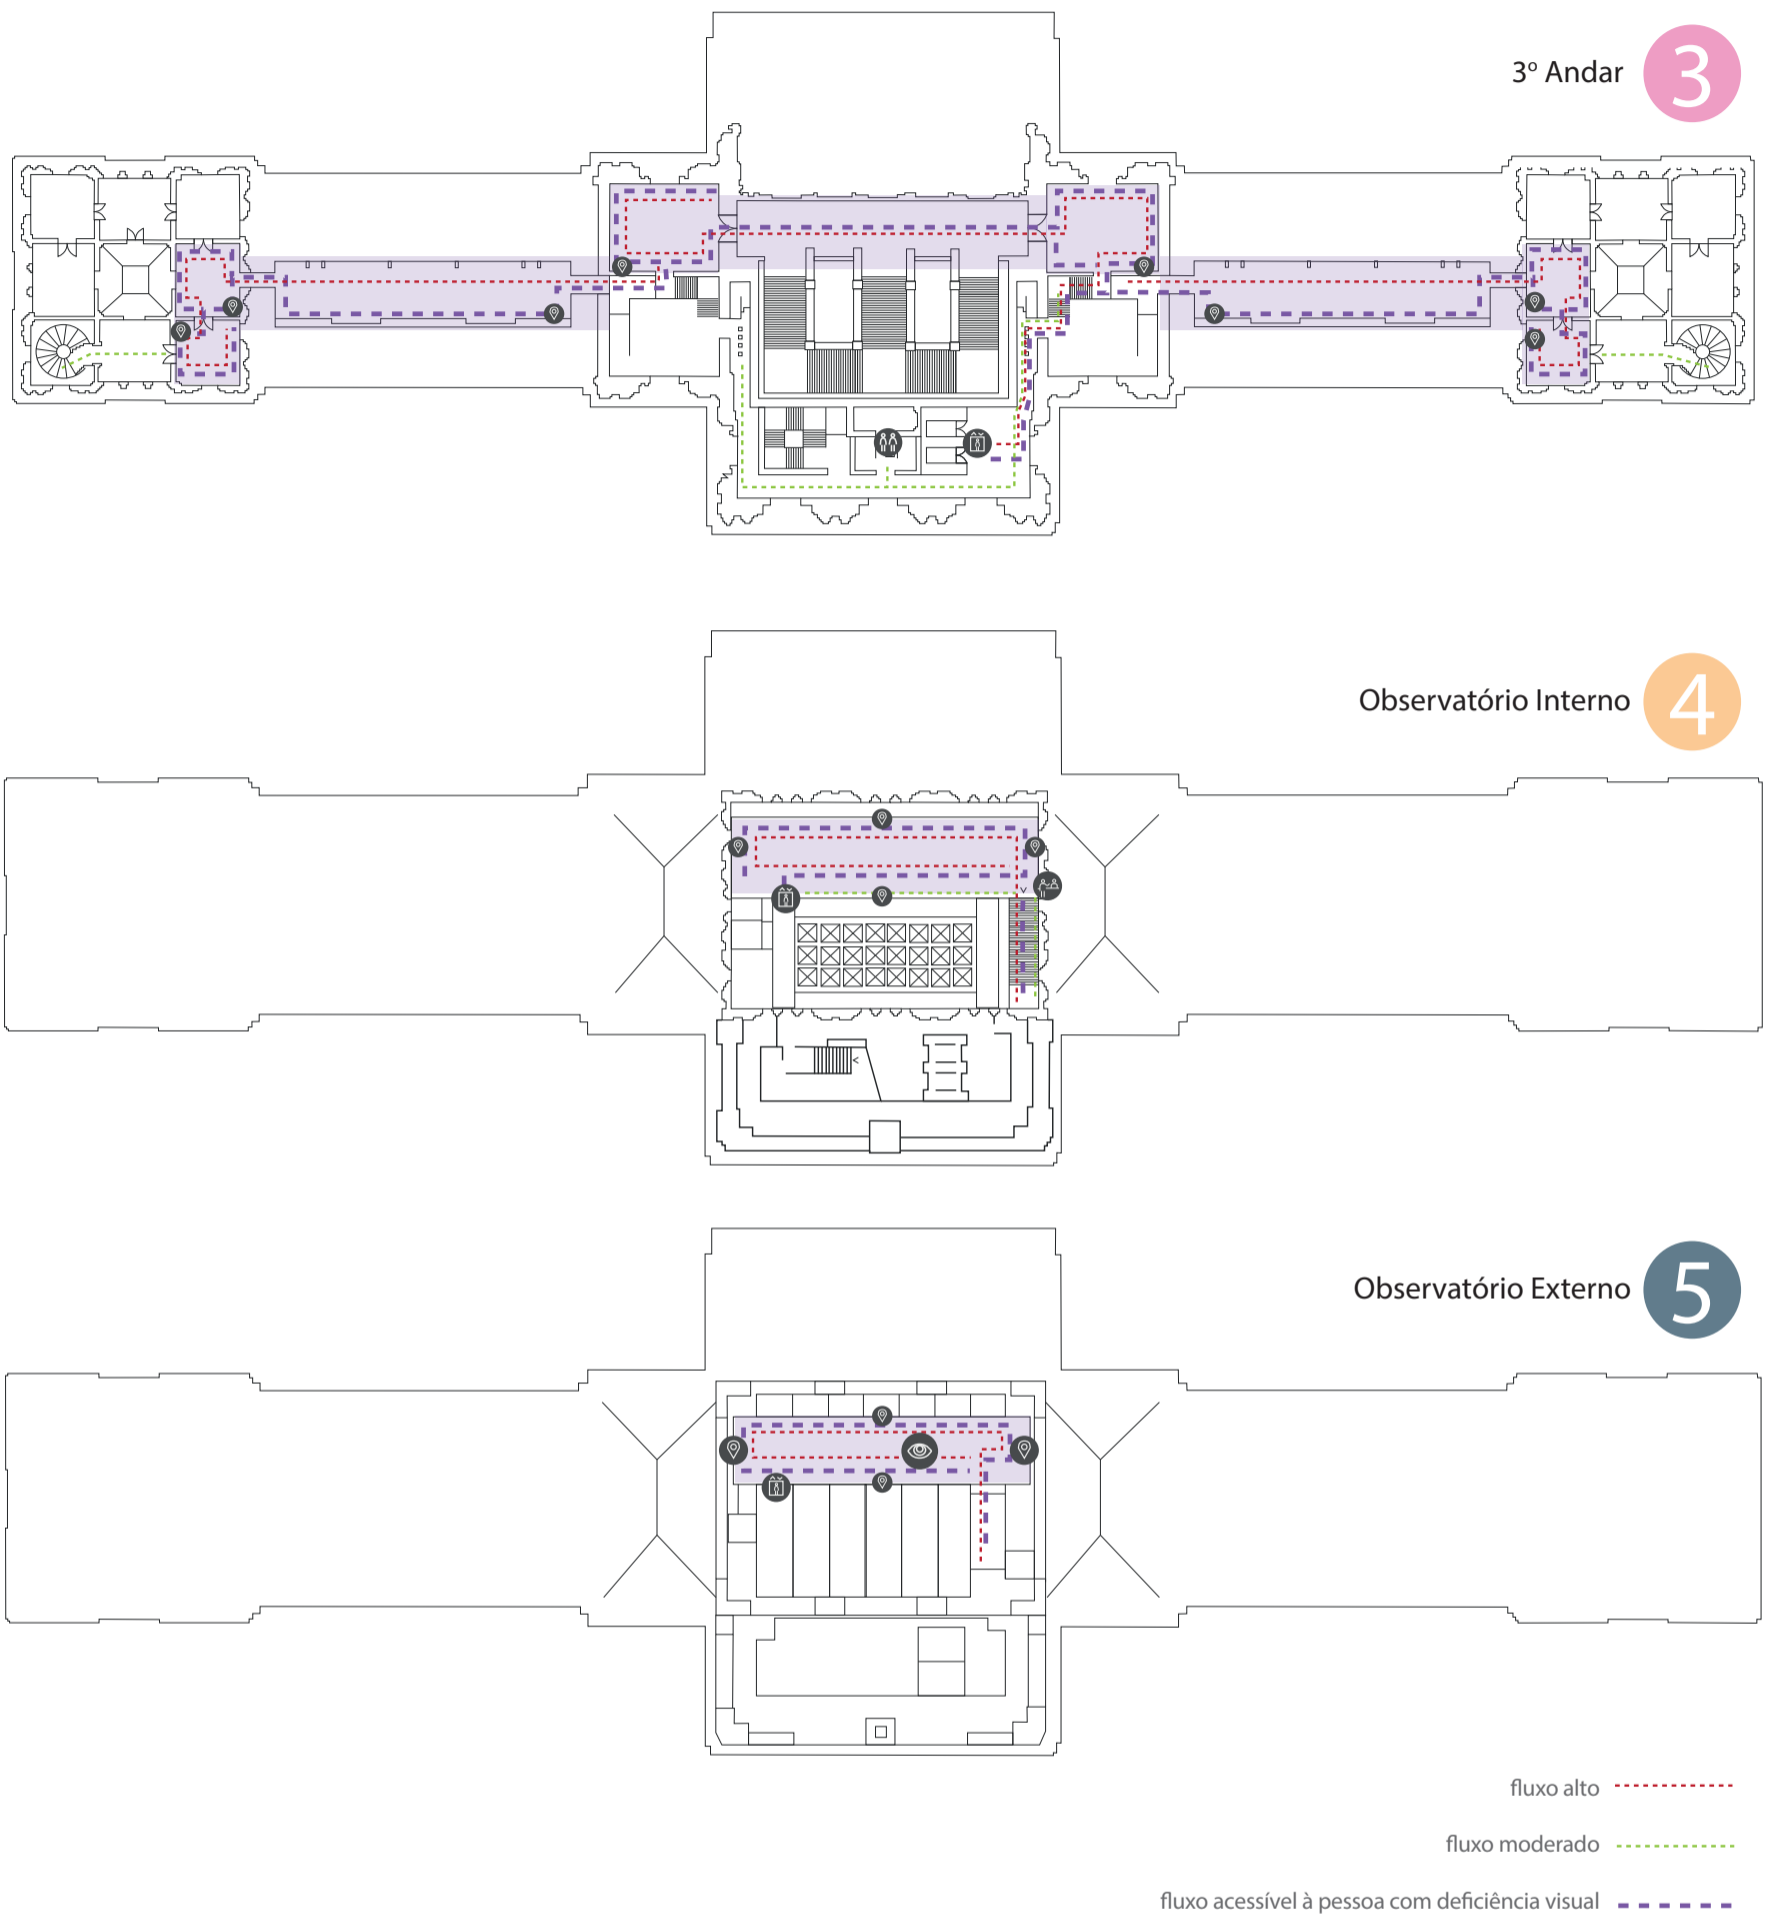 3º Andar 3
Observatório Interno 4
Observatório Externo 5
fluxo alto
fluxo moderado
fluxo acessível à pessoa com deficiência visual